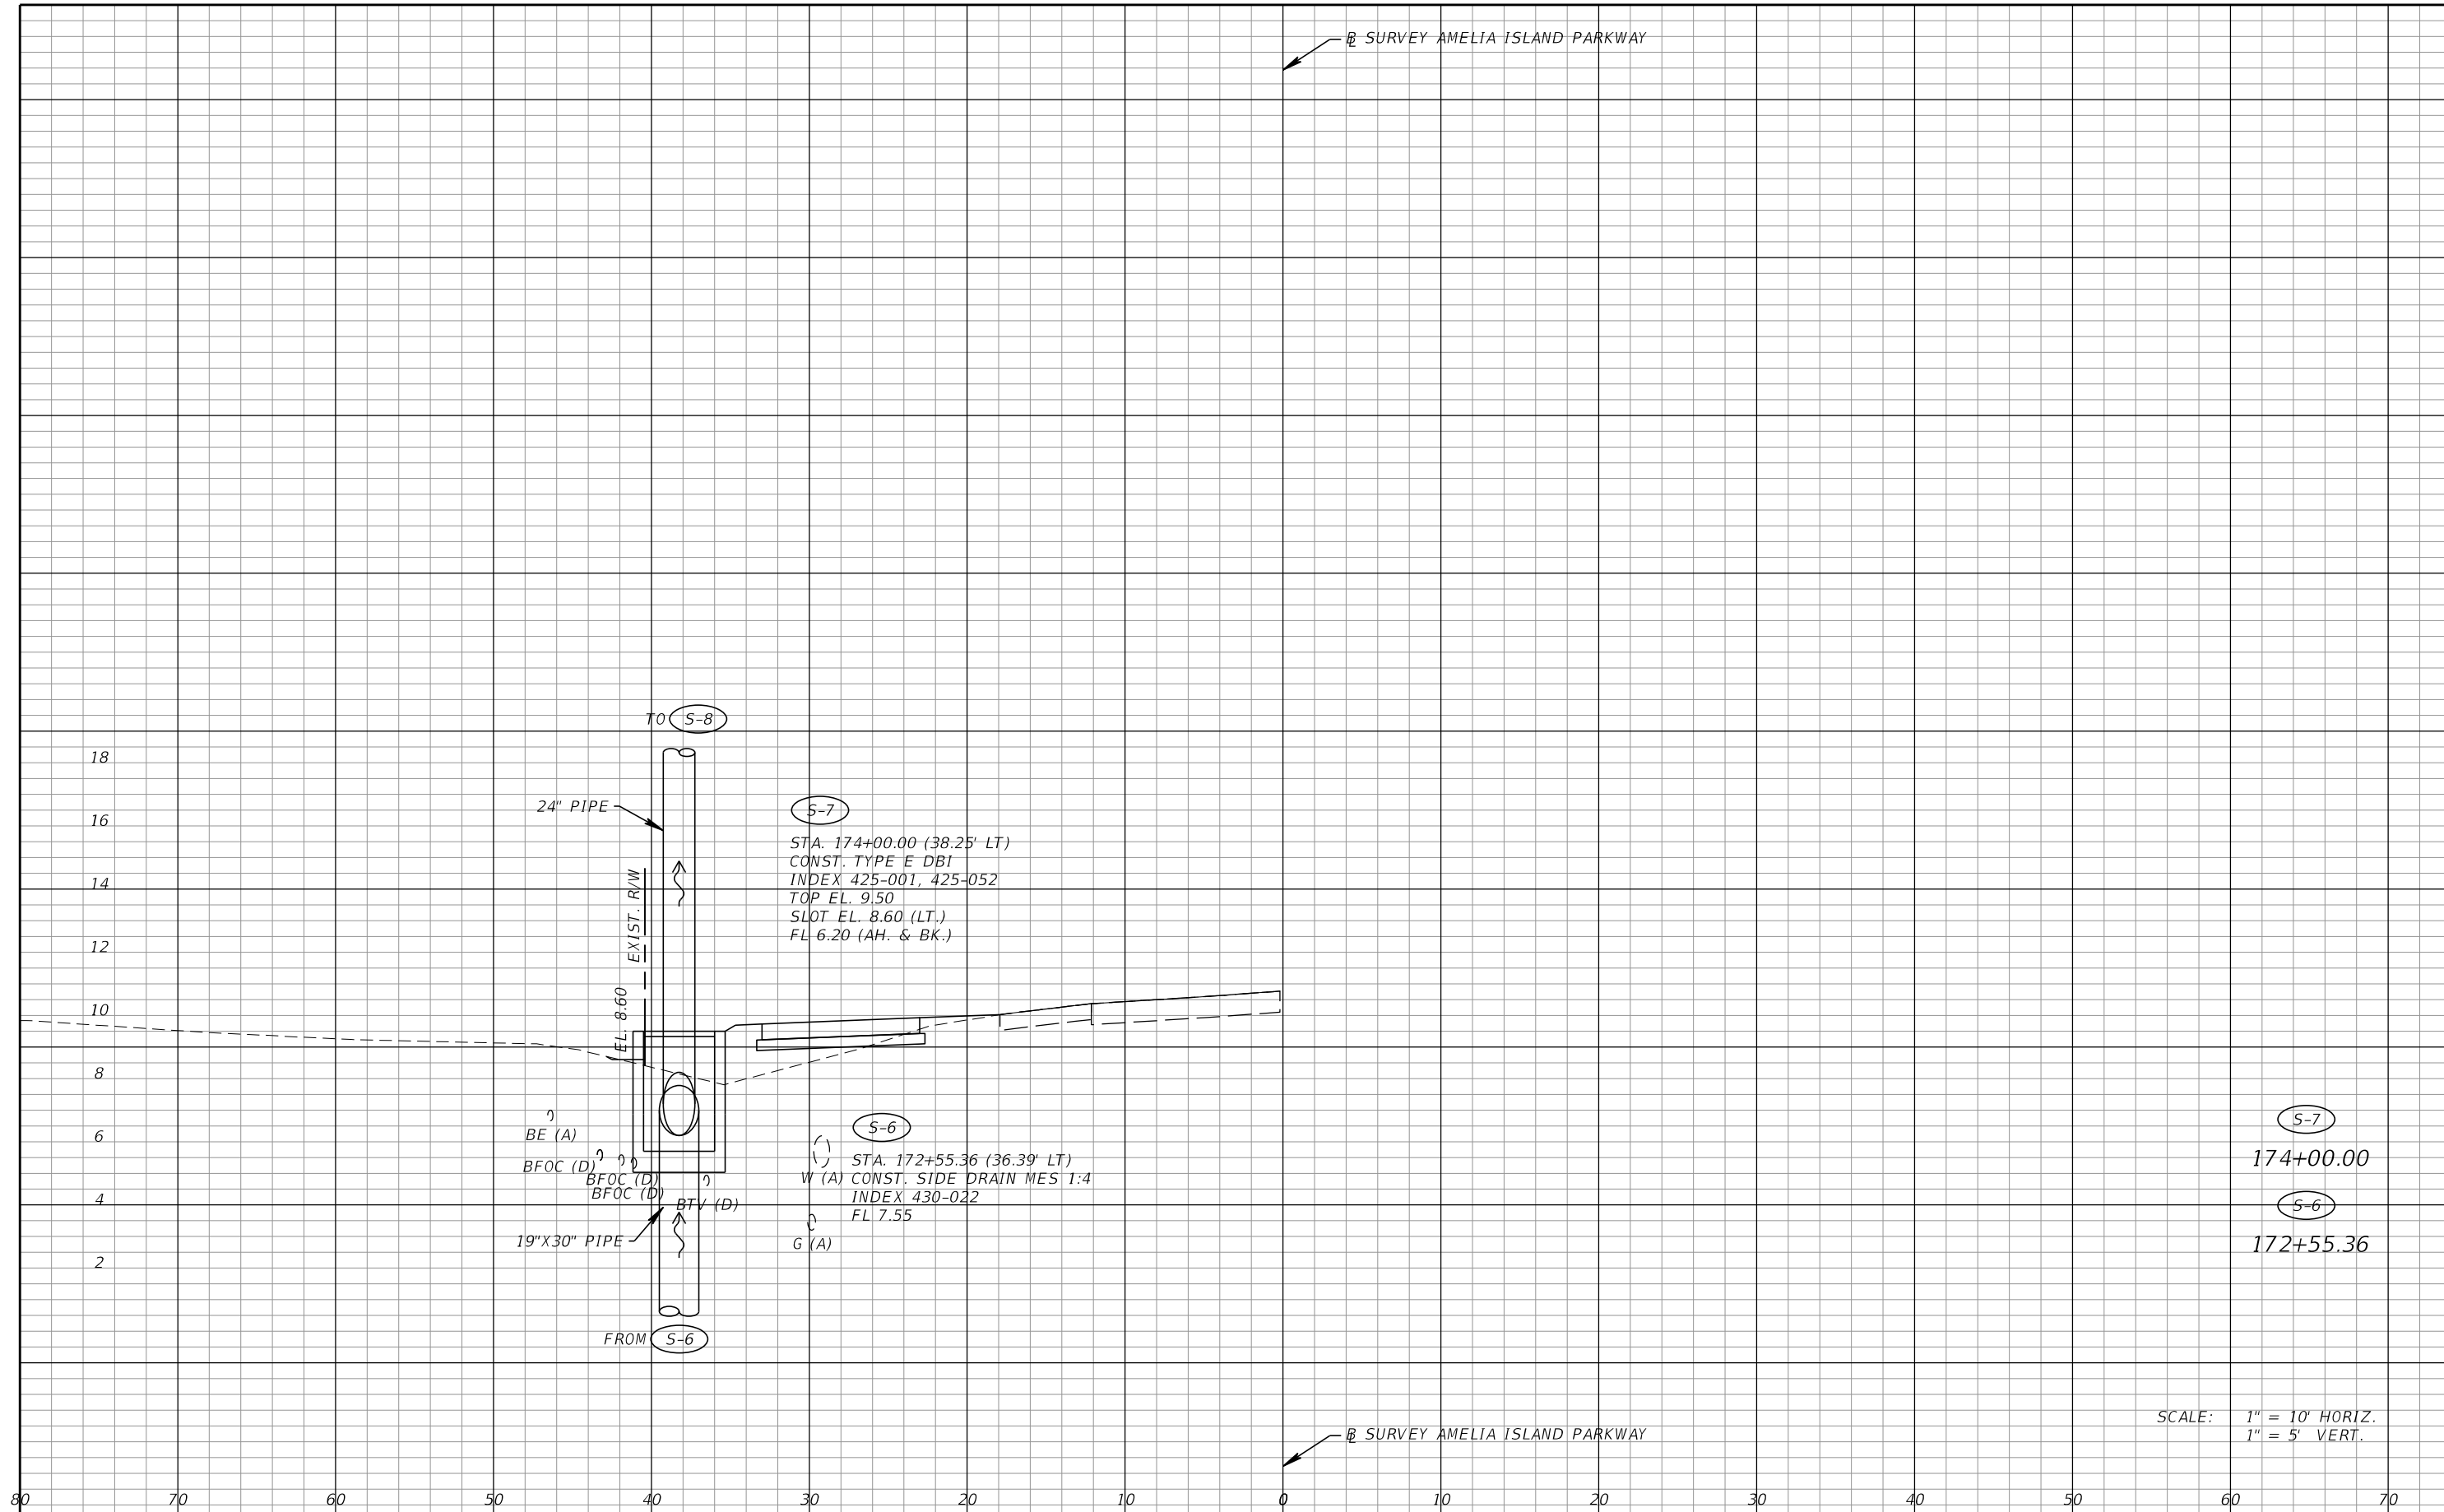 BL SURVEY AMELIA ISLAND PARKWAY
TO S-8
18
24" PIPE
16
S-7
STA. 174+00.00 (38.25' LT)
CONST. TYPE E DBI
INDEX 425-001, 425-052
TOP EL. 9.50
SLOT EL. 8.60 (LT.)
FL 6.20 (AH. & BK.)
14
EXIST. R/W
12
EL. 8.60
10
8
6
BE (A)
BFOC (D)
BFOC (D)
BFOC (D)
BTV (D)
W (A)
G (A)
S-6
STA. 172+55.36 (36.39' LT)
CONST. SIDE DRAIN MES 1:4
INDEX 430-022
FL 7.55
4
19"X30" PIPE
2
FROM S-6
S-7
174+00.00
S-6
172+55.36
SCALE: 1" = 10' HORIZ.
1" = 5' VERT.
BL SURVEY AMELIA ISLAND PARKWAY
80 70 60 50 40 30 20 10 0 10 20 30 40 50 60 70